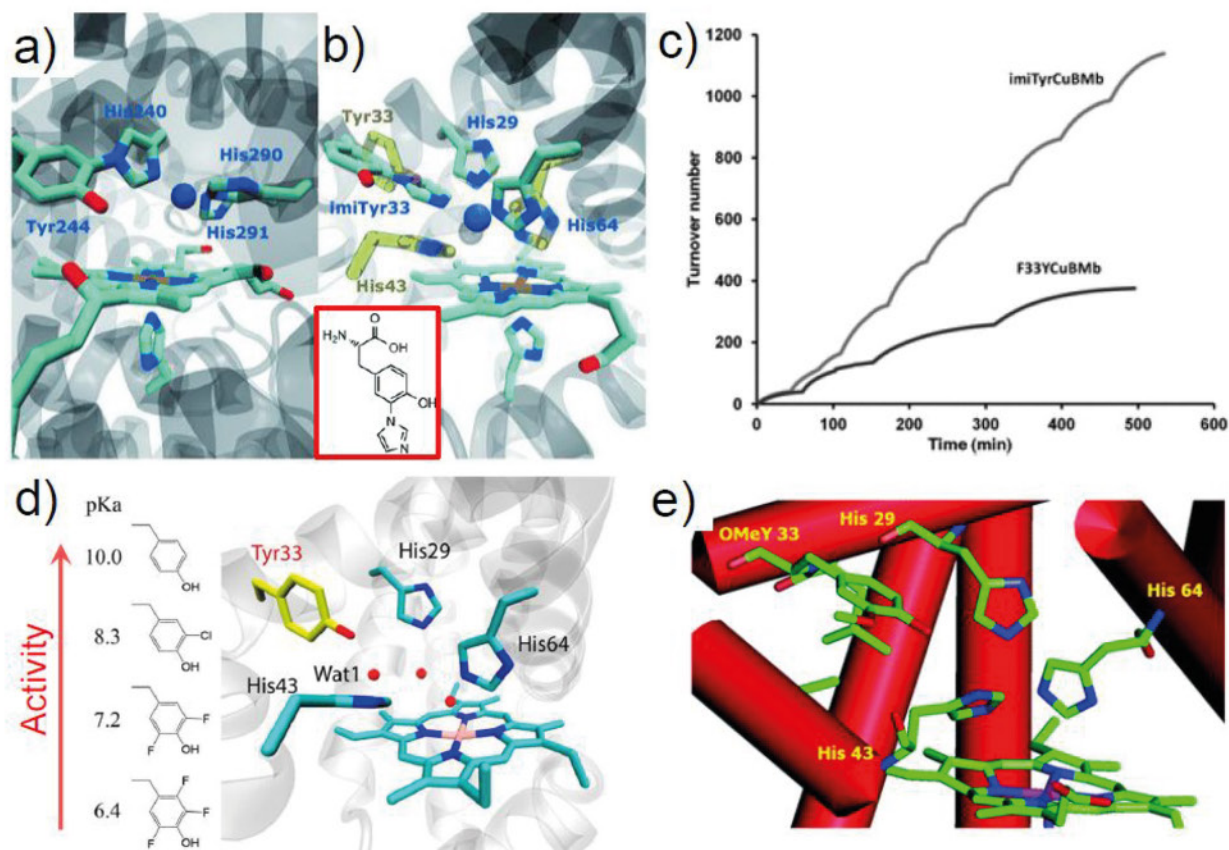 a)
His240
His290
Tyr244
His291
b)
Tyr33
His29
ImiTyr33
His64
His43
O
H₂N
OH
OH
N
N
c)
1200
1000
800
600
400
200
0
Turnover number
imiTyrCuBMb
F33YCuBMb
0 100 200 300 400 500 600
Time (min)
d)
pKa
Activity
10.0
OH
8.3
Cl
OH
7.2
F
F
OH
6.4
F
F
F
OH
Tyr33
His29
His64
Wat1
His43
e)
OMeY 33
His 29
His 64
His 43